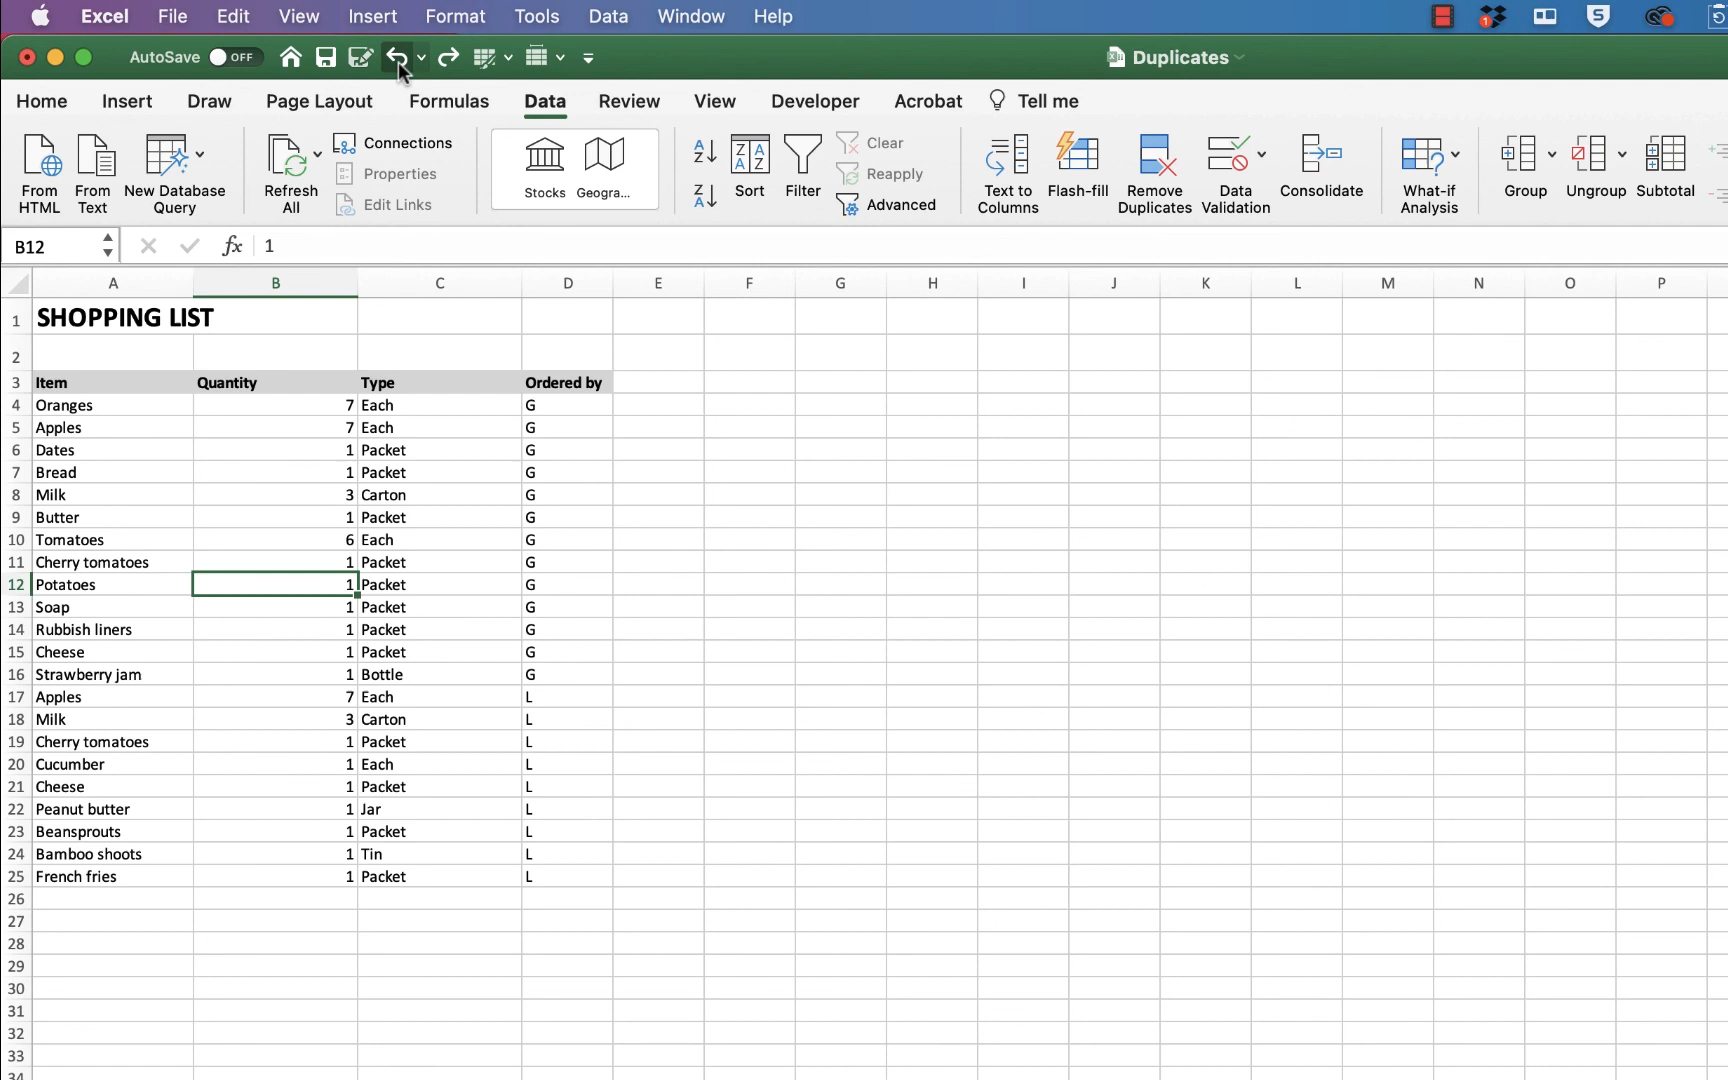 Excel File Edit View Insert Format Tools Data Window Help
1 S
AutoSave OFF Duplicates
Home Insert Draw Page Layout Formulas Data Review View Developer Acrobat Tell me
From HTML From Text New Database Query Refresh All Connections Properties Edit Links Stocks Geogra... Sort Filter Clear Reapply Advanced Text to Columns Flash-fill Remove Duplicates Data Validation Consolidate What-if Analysis Group Ungroup Subtotal
B12 fx 1
A B C D E F G H I J K L M N O P
1 SHOPPING LIST
2
3 Item Quantity Type Ordered by
4 Oranges 7 Each G
5 Apples 7 Each G
6 Dates 1 Packet G
7 Bread 1 Packet G
8 Milk 3 Carton G
9 Butter 1 Packet G
10 Tomatoes 6 Each G
11 Cherry tomatoes 1 Packet G
12 Potatoes 1 Packet G
13 Soap 1 Packet G
14 Rubbish liners 1 Packet G
15 Cheese 1 Packet G
16 Strawberry jam 1 Bottle G
17 Apples 7 Each L
18 Milk 3 Carton L
19 Cherry tomatoes 1 Packet L
20 Cucumber 1 Each L
21 Cheese 1 Packet L
22 Peanut butter 1 Jar L
23 Beansprouts 1 Packet L
24 Bamboo shoots 1 Tin L
25 French fries 1 Packet L
26
27
28
29
30
31
32
33
34